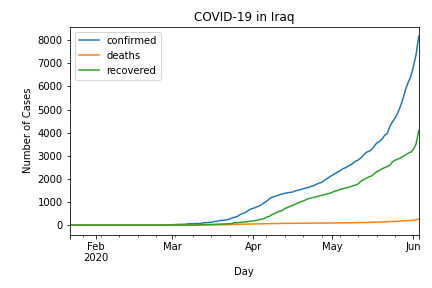 COVID-19 in Iraq
confirmed
deaths
recovered
Number of Cases
8000
7000
6000
5000
4000
3000
2000
1000
0
Feb
2020
Mar
Apr
May
Jun
Day